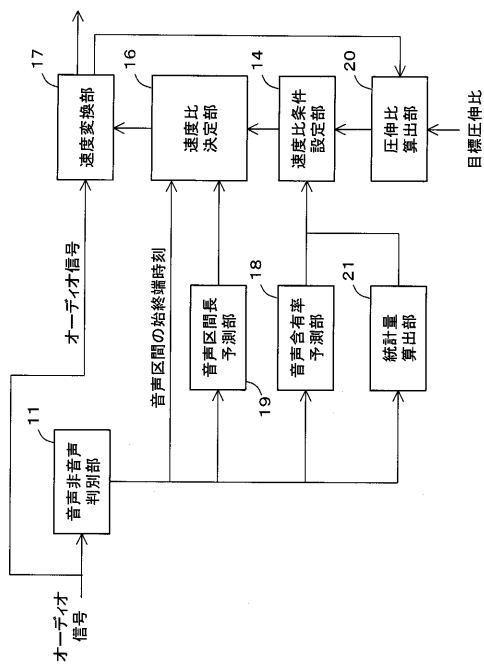 オーディオ
信号
音声非音声
判別部
11
オーディオ信号
音声区間の始終端時刻
音声区間長
予測部
19
音声含有率
予測部
18
統計量
算出部
21
速度変換部
17
速度比
決定部
16
速度比条件
設定部
14
圧伸比
算出部
20
目標圧伸比